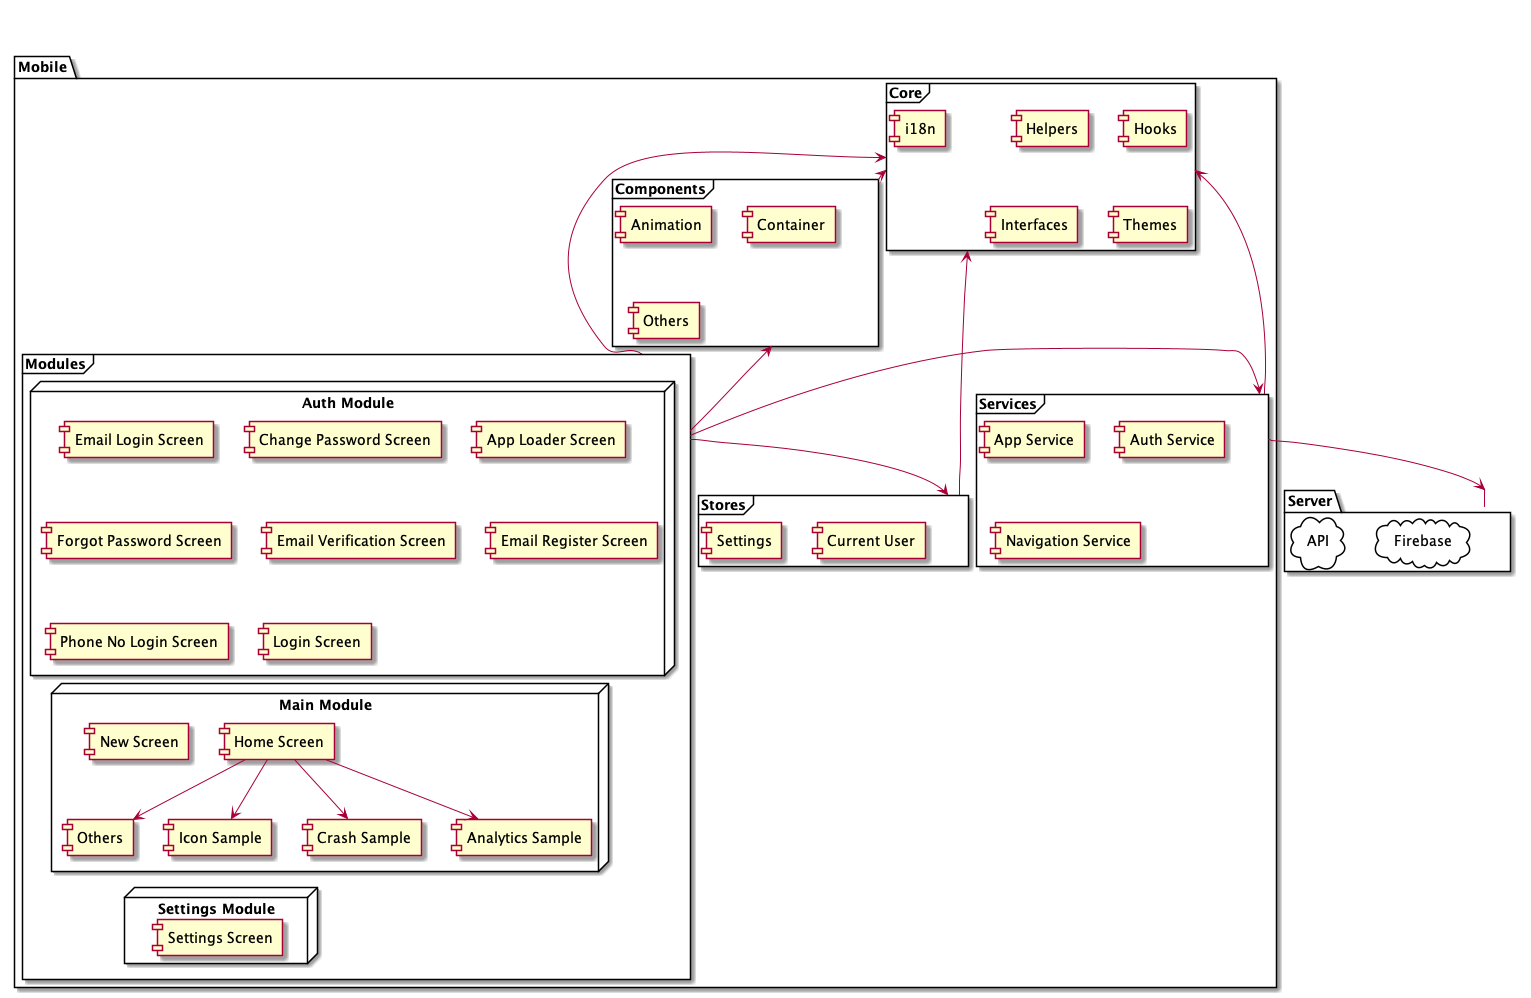 Mobile
Core
i18n
Helpers
Hooks
Interfaces
Themes
Components
Animation
Container
Others
Modules
Auth Module
Email Login Screen
Change Password Screen
App Loader Screen
Forgot Password Screen
Email Verification Screen
Email Register Screen
Phone No Login Screen
Login Screen
Main Module
New Screen
Home Screen
Others
Icon Sample
Crash Sample
Analytics Sample
Settings Module
Settings Screen
Stores
Settings
Current User
Services
App Service
Auth Service
Navigation Service
Server
API
Firebase